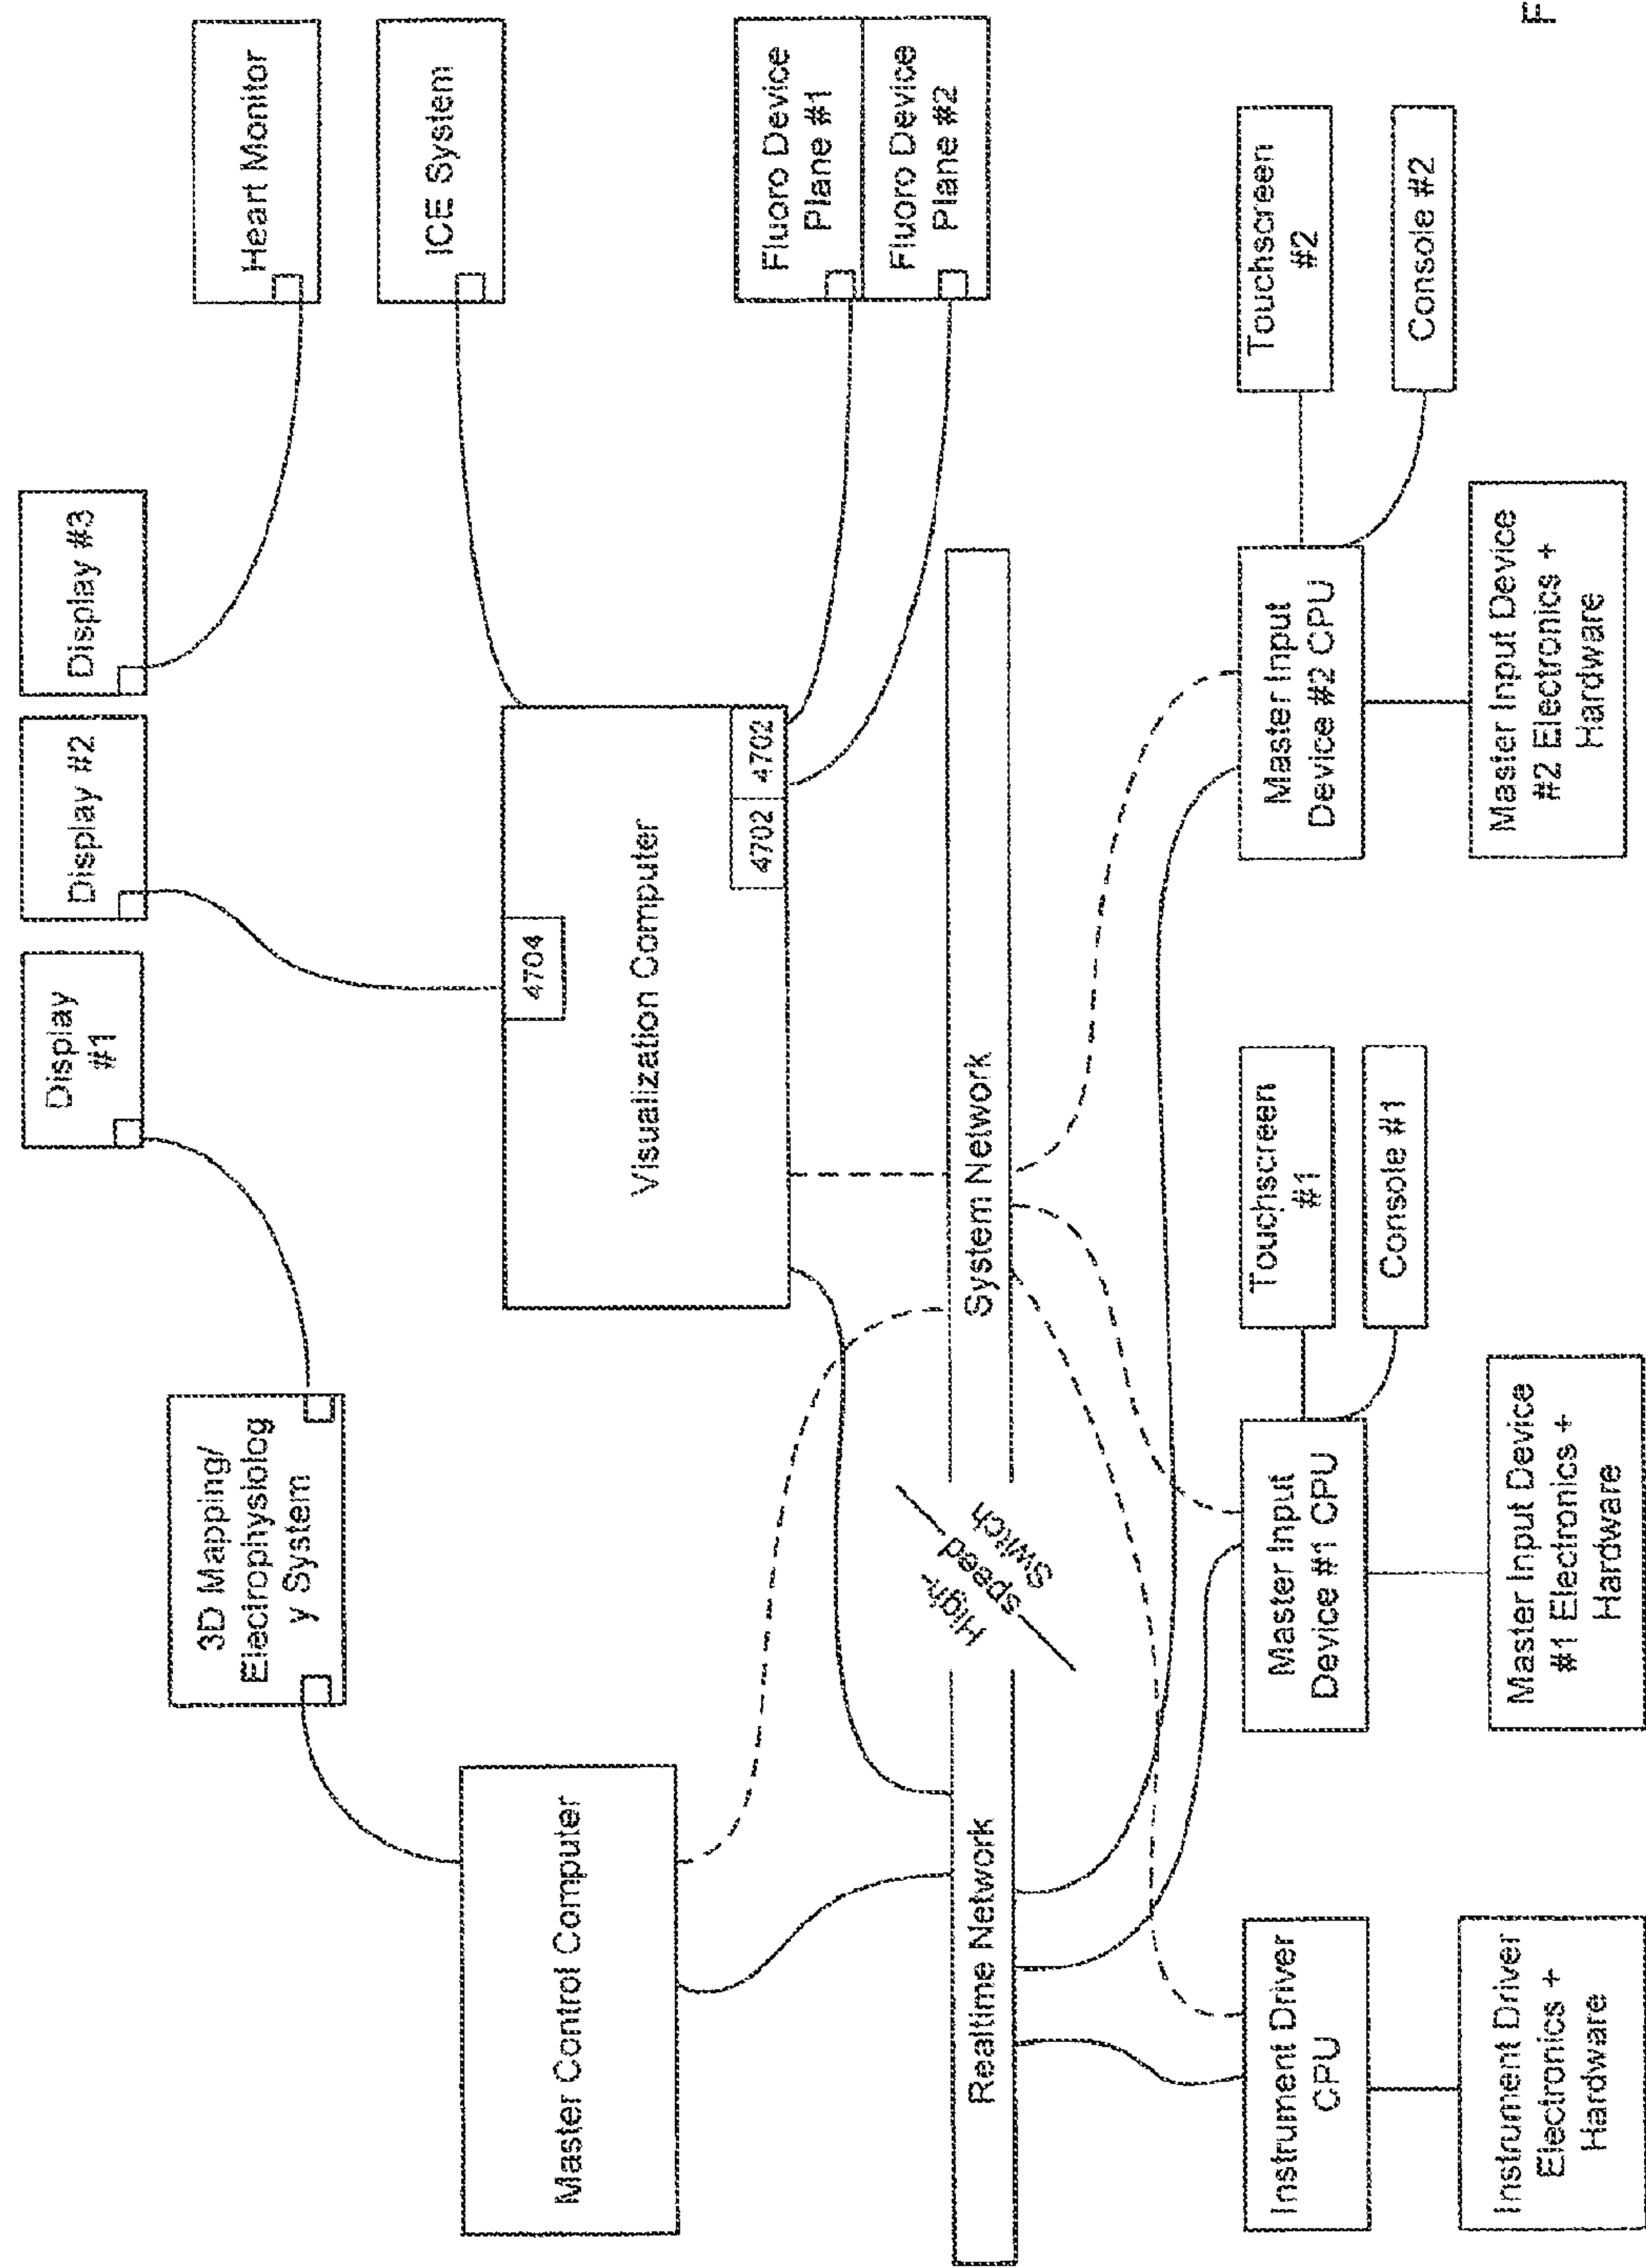 Display
#1
Display #2
Display #3
3D Mapping/
Electrophysiolog
y System
Heart Monitor
ICE System
Master Control Computer
4704
Visualization Computer
4702
4702
Fluoro Device
Plane #1
Fluoro Device
Plane #2
Realtime Network
High-
speed
Switch
System Network
Instrument Driver
CPU
Master Input
Device #1 CPU
Touchscreen
#1
Console #1
Master Input
Device #2 CPU
Touchscreen
#2
Console #2
Instrument Driver
Electronics +
Hardware
Master Input Device
#1 Electronics +
Hardware
Master Input Device
#2 Electronics +
Hardware